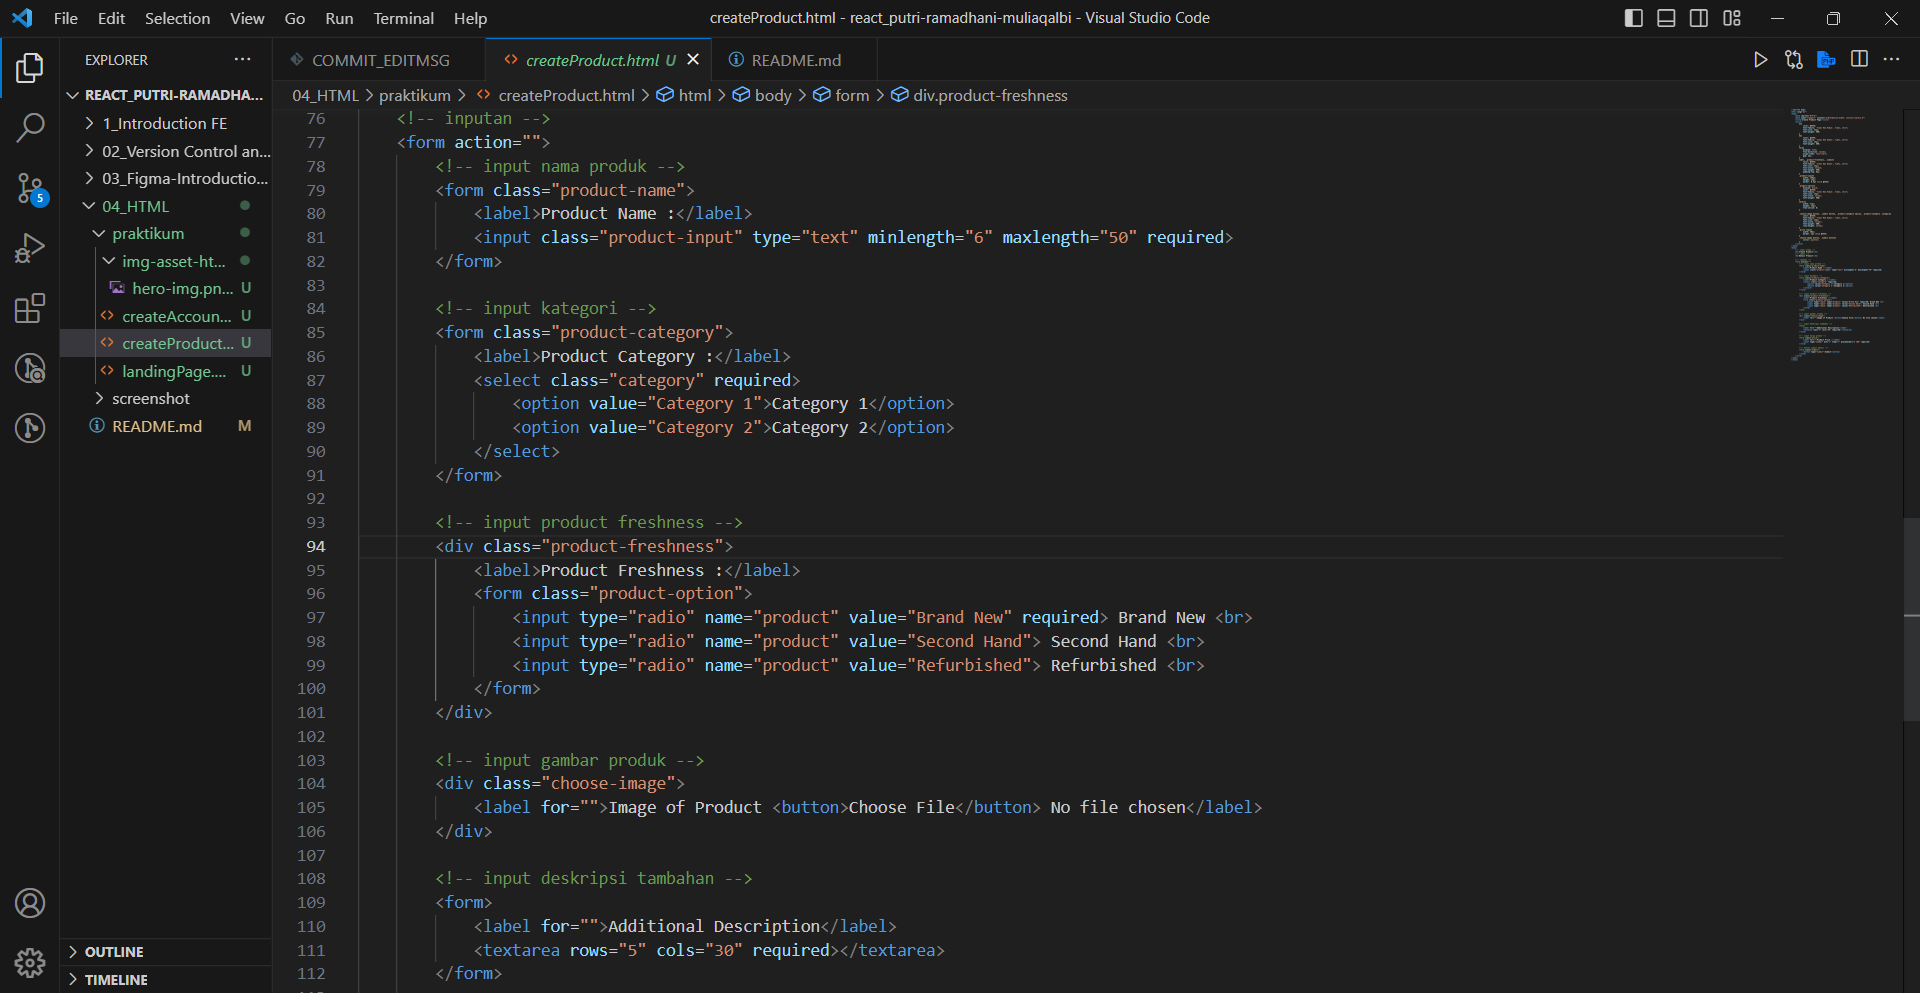 File Edit Selection View Go Run Terminal Help
createProduct.html - react_putri-ramadhani-muliaqalbi - Visual Studio Code
EXPLORER
REACT_PUTRI-RAMADHA...
1_Introduction FE
02_Version Control an...
03_Figma-Introductio...
04_HTML
praktikum
img-asset-ht...
hero-img.pn... U
createAccoun... U
createProduct... U
landingPage.... U
screenshot
README.md M
5
OUTLINE
TIMELINE
COMMIT_EDITMSG
createProduct.html U
README.md
04_HTML > praktikum > createProduct.html > html > body > form > div.product-freshness
76 <!-- inputan -->
77 <form action="">
78 <!-- input nama produk -->
79 <form class="product-name">
80 <label>Product Name :</label>
81 <input class="product-input" type="text" minlength="6" maxlength="50" required>
82 </form>
83
84 <!-- input kategori -->
85 <form class="product-category">
86 <label>Product Category :</label>
87 <select class="category" required>
88 <option value="Category 1">Category 1</option>
89 <option value="Category 2">Category 2</option>
90 </select>
91 </form>
92
93 <!-- input product freshness -->
94 <div class="product-freshness">
95 <label>Product Freshness :</label>
96 <form class="product-option">
97 <input type="radio" name="product" value="Brand New" required> Brand New <br>
98 <input type="radio" name="product" value="Second Hand"> Second Hand <br>
99 <input type="radio" name="product" value="Refurbished"> Refurbished <br>
100 </form>
101 </div>
102
103 <!-- input gambar produk -->
104 <div class="choose-image">
105 <label for="">Image of Product <button>Choose File</button> No file chosen</label>
106 </div>
107
108 <!-- input deskripsi tambahan -->
109 <form>
110 <label for="">Additional Description</label>
111 <textarea rows="5" cols="30" required></textarea>
112 </form>